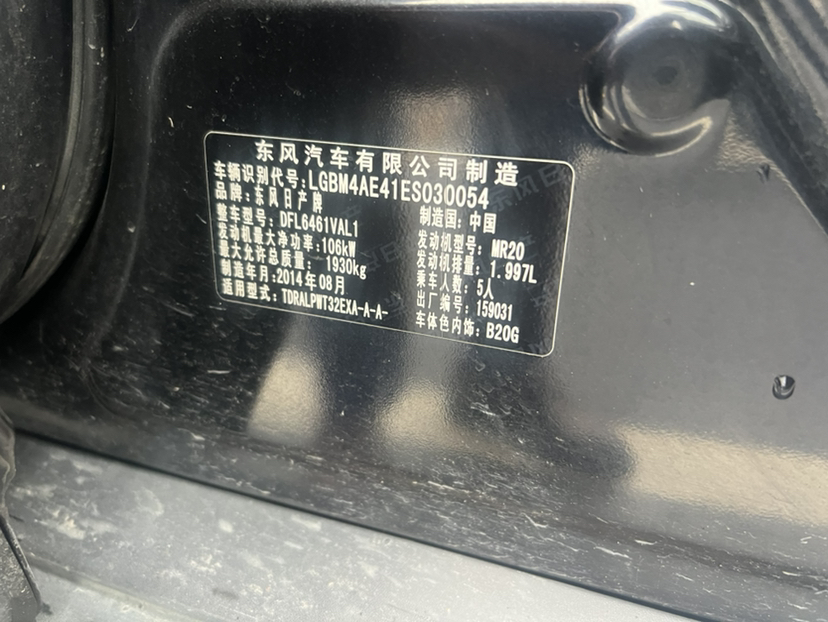 东风汽车有限公司制造
车辆识别代号:LGBM4AE41ES030054
品牌:东风日产牌 制造国:中国
整车型号:DFL6461VAL1 发动机型号:MR20
发动机最大净功率:106kW 发动机排量:1.997L
最大允许总质量: 1930kg 乘车人数:5人
制造年月:2014年08月 出厂编号:159031
适用型式:TDRALPWT32EXA-A-A- 车体色内饰:B20G